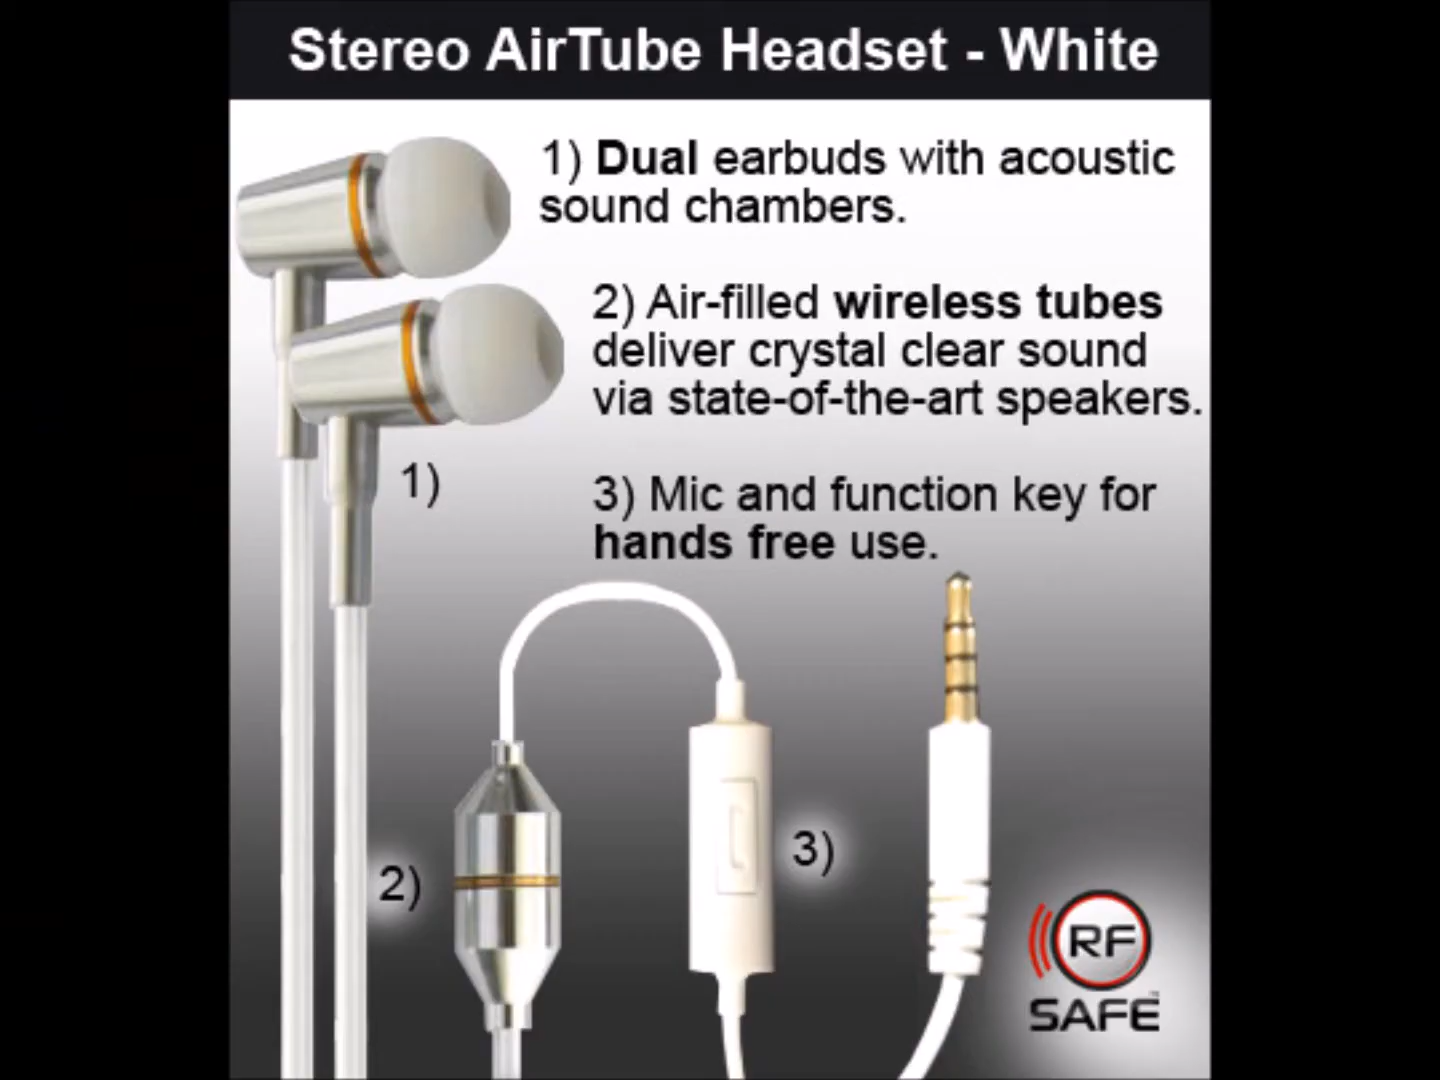 Stereo AirTube Headset - White
1) Dual earbuds with acoustic
sound chambers.
2) Air-filled wireless tubes
deliver crystal clear sound
via state-of-the-art speakers.
1)
3) Mic and function key for
hands free use.
2)
3)
RF
SAFE™